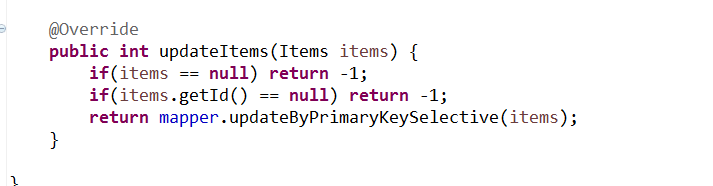 @Override
public int updateItems(Items items) {
if(items == null) return -1;
if(items.getId() == null) return -1;
return mapper.updateByPrimaryKeySelective(items);
}
}